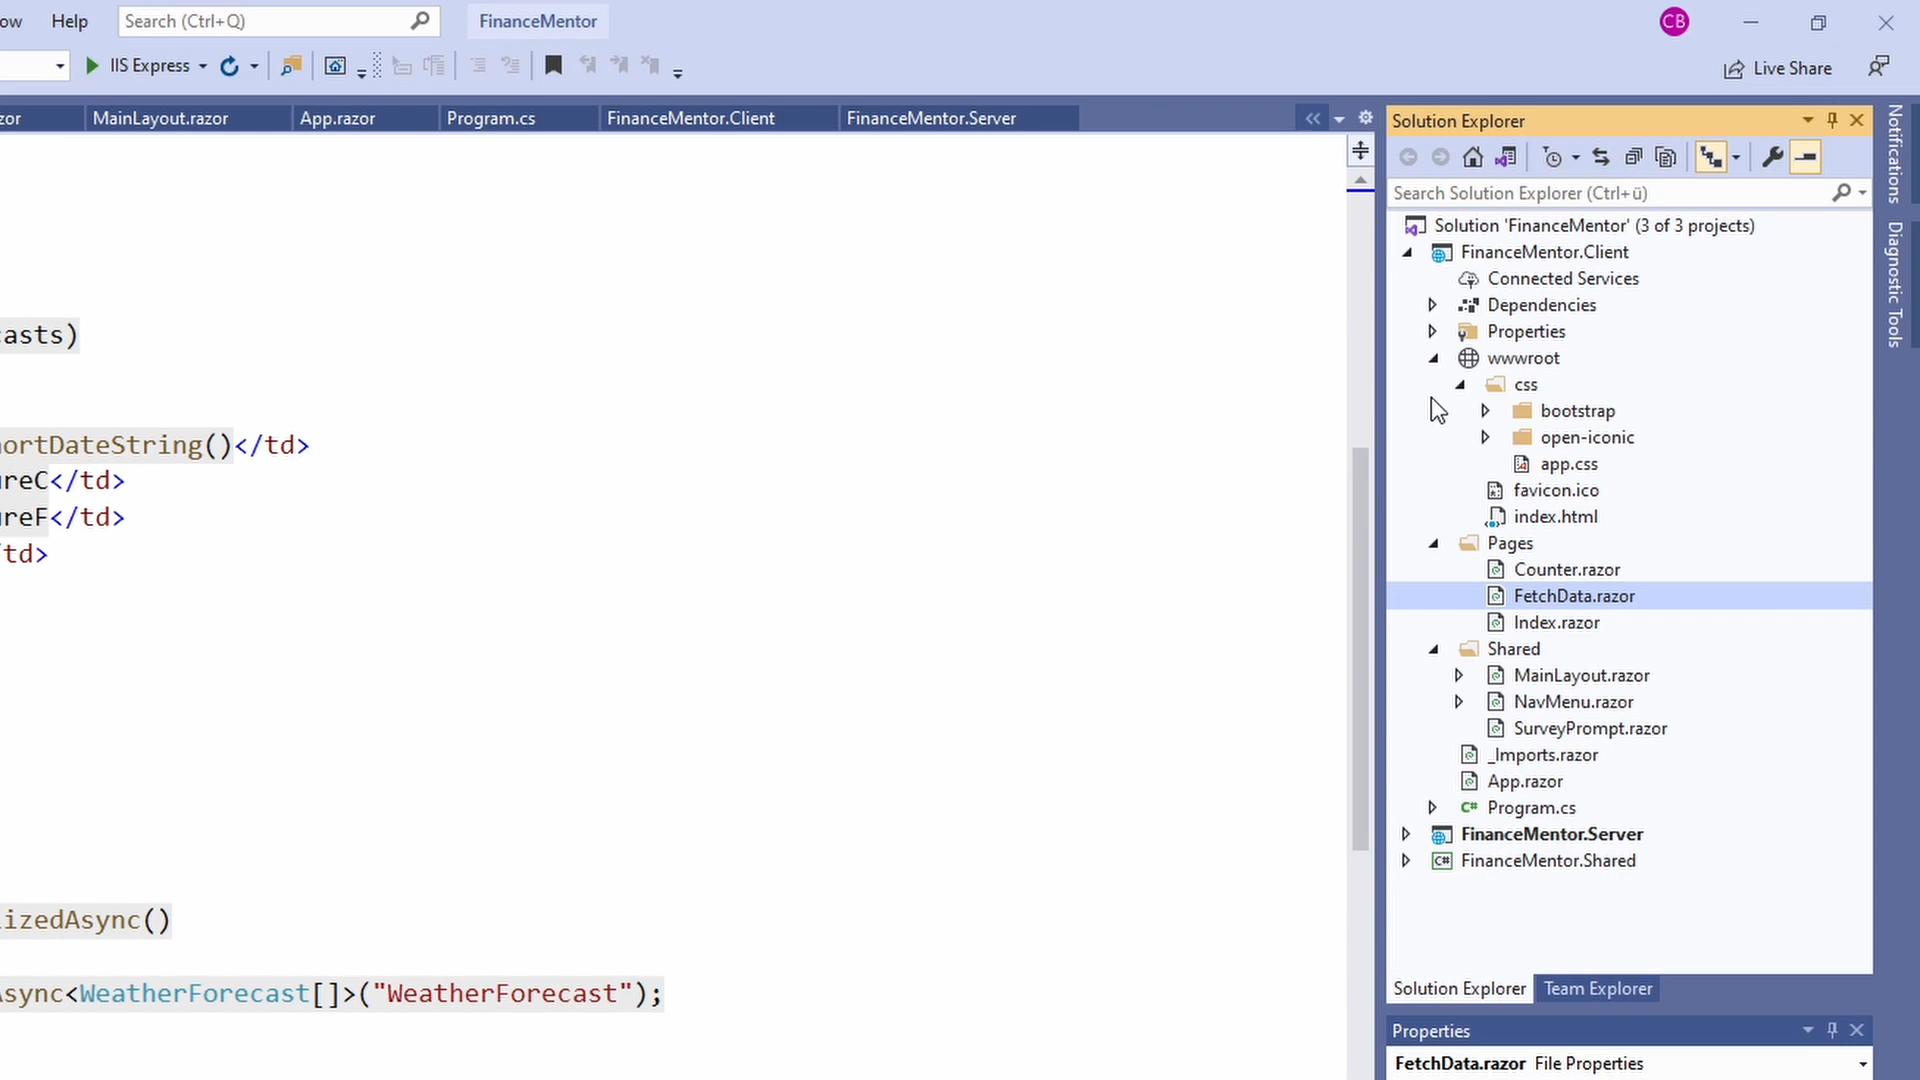 ow Help Search (Ctrl+Q) FinanceMentor CB
IIS Express Live Share
zor MainLayout.razor App.razor Program.cs FinanceMentor.Client FinanceMentor.Server
casts)
ortDateString()</td>
ureC</td>
ureF</td>
td>
lizedAsync()
Async<WeatherForecast[]>("WeatherForecast");
Solution Explorer
Search Solution Explorer (Ctrl+ü)
Solution 'FinanceMentor' (3 of 3 projects)
FinanceMentor.Client
Connected Services
Dependencies
Properties
wwwroot
css
bootstrap
open-iconic
app.css
favicon.ico
index.html
Pages
Counter.razor
FetchData.razor
Index.razor
Shared
MainLayout.razor
NavMenu.razor
SurveyPrompt.razor
_Imports.razor
App.razor
C# Program.cs
FinanceMentor.Server
C# FinanceMentor.Shared
Solution Explorer Team Explorer
Properties
FetchData.razor File Properties
Notifications
Diagnostic Tools